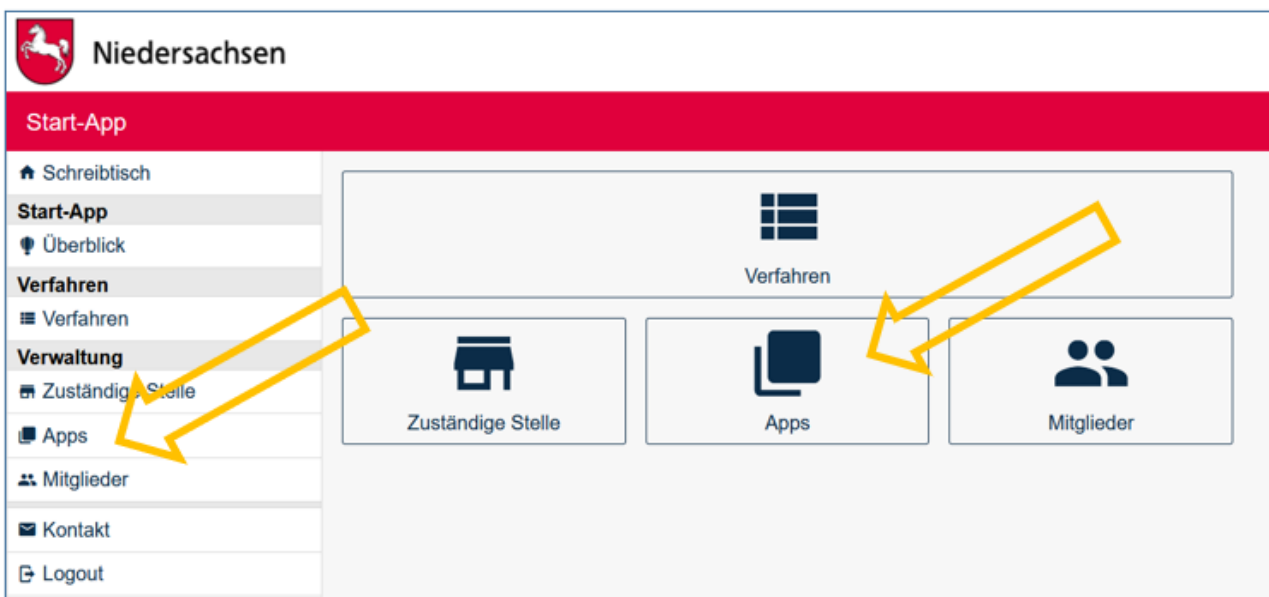 Niedersachsen
Start-App
Schreibtisch
Start-App
Überblick
Verfahren
Verfahren
Verwaltung
Zuständige Stelle
Apps
Mitglieder
Kontakt
Logout
Verfahren
Zuständige Stelle
Apps
Mitglieder